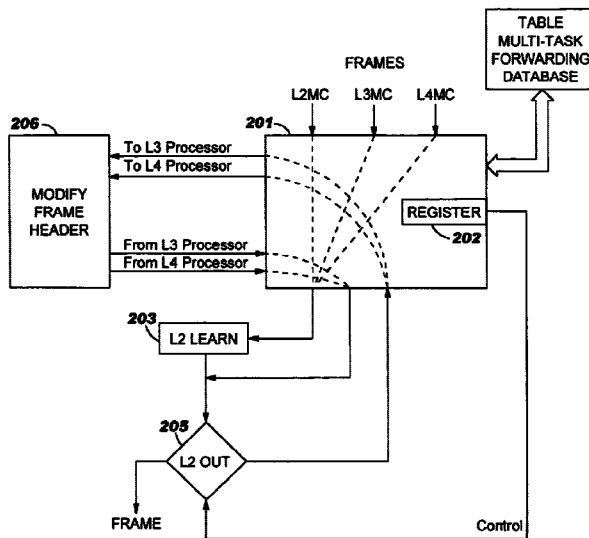 TABLE
MULTI-TASK
FORWARDING
DATABASE
FRAMES
L2MC
L3MC
L4MC
206
201
To L3 Processor
To L4 Processor
MODIFY
FRAME
HEADER
REGISTER
202
From L3 Processor
From L4 Processor
203
L2 LEARN
205
L2 OUT
FRAME
Control